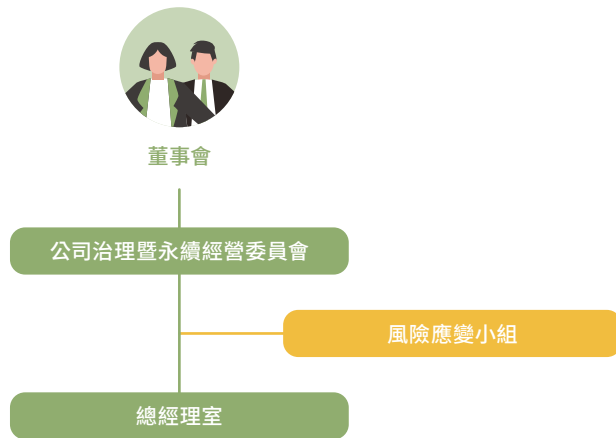 董事會
公司治理暨永續經營委員會
風險應變小組
總經理室